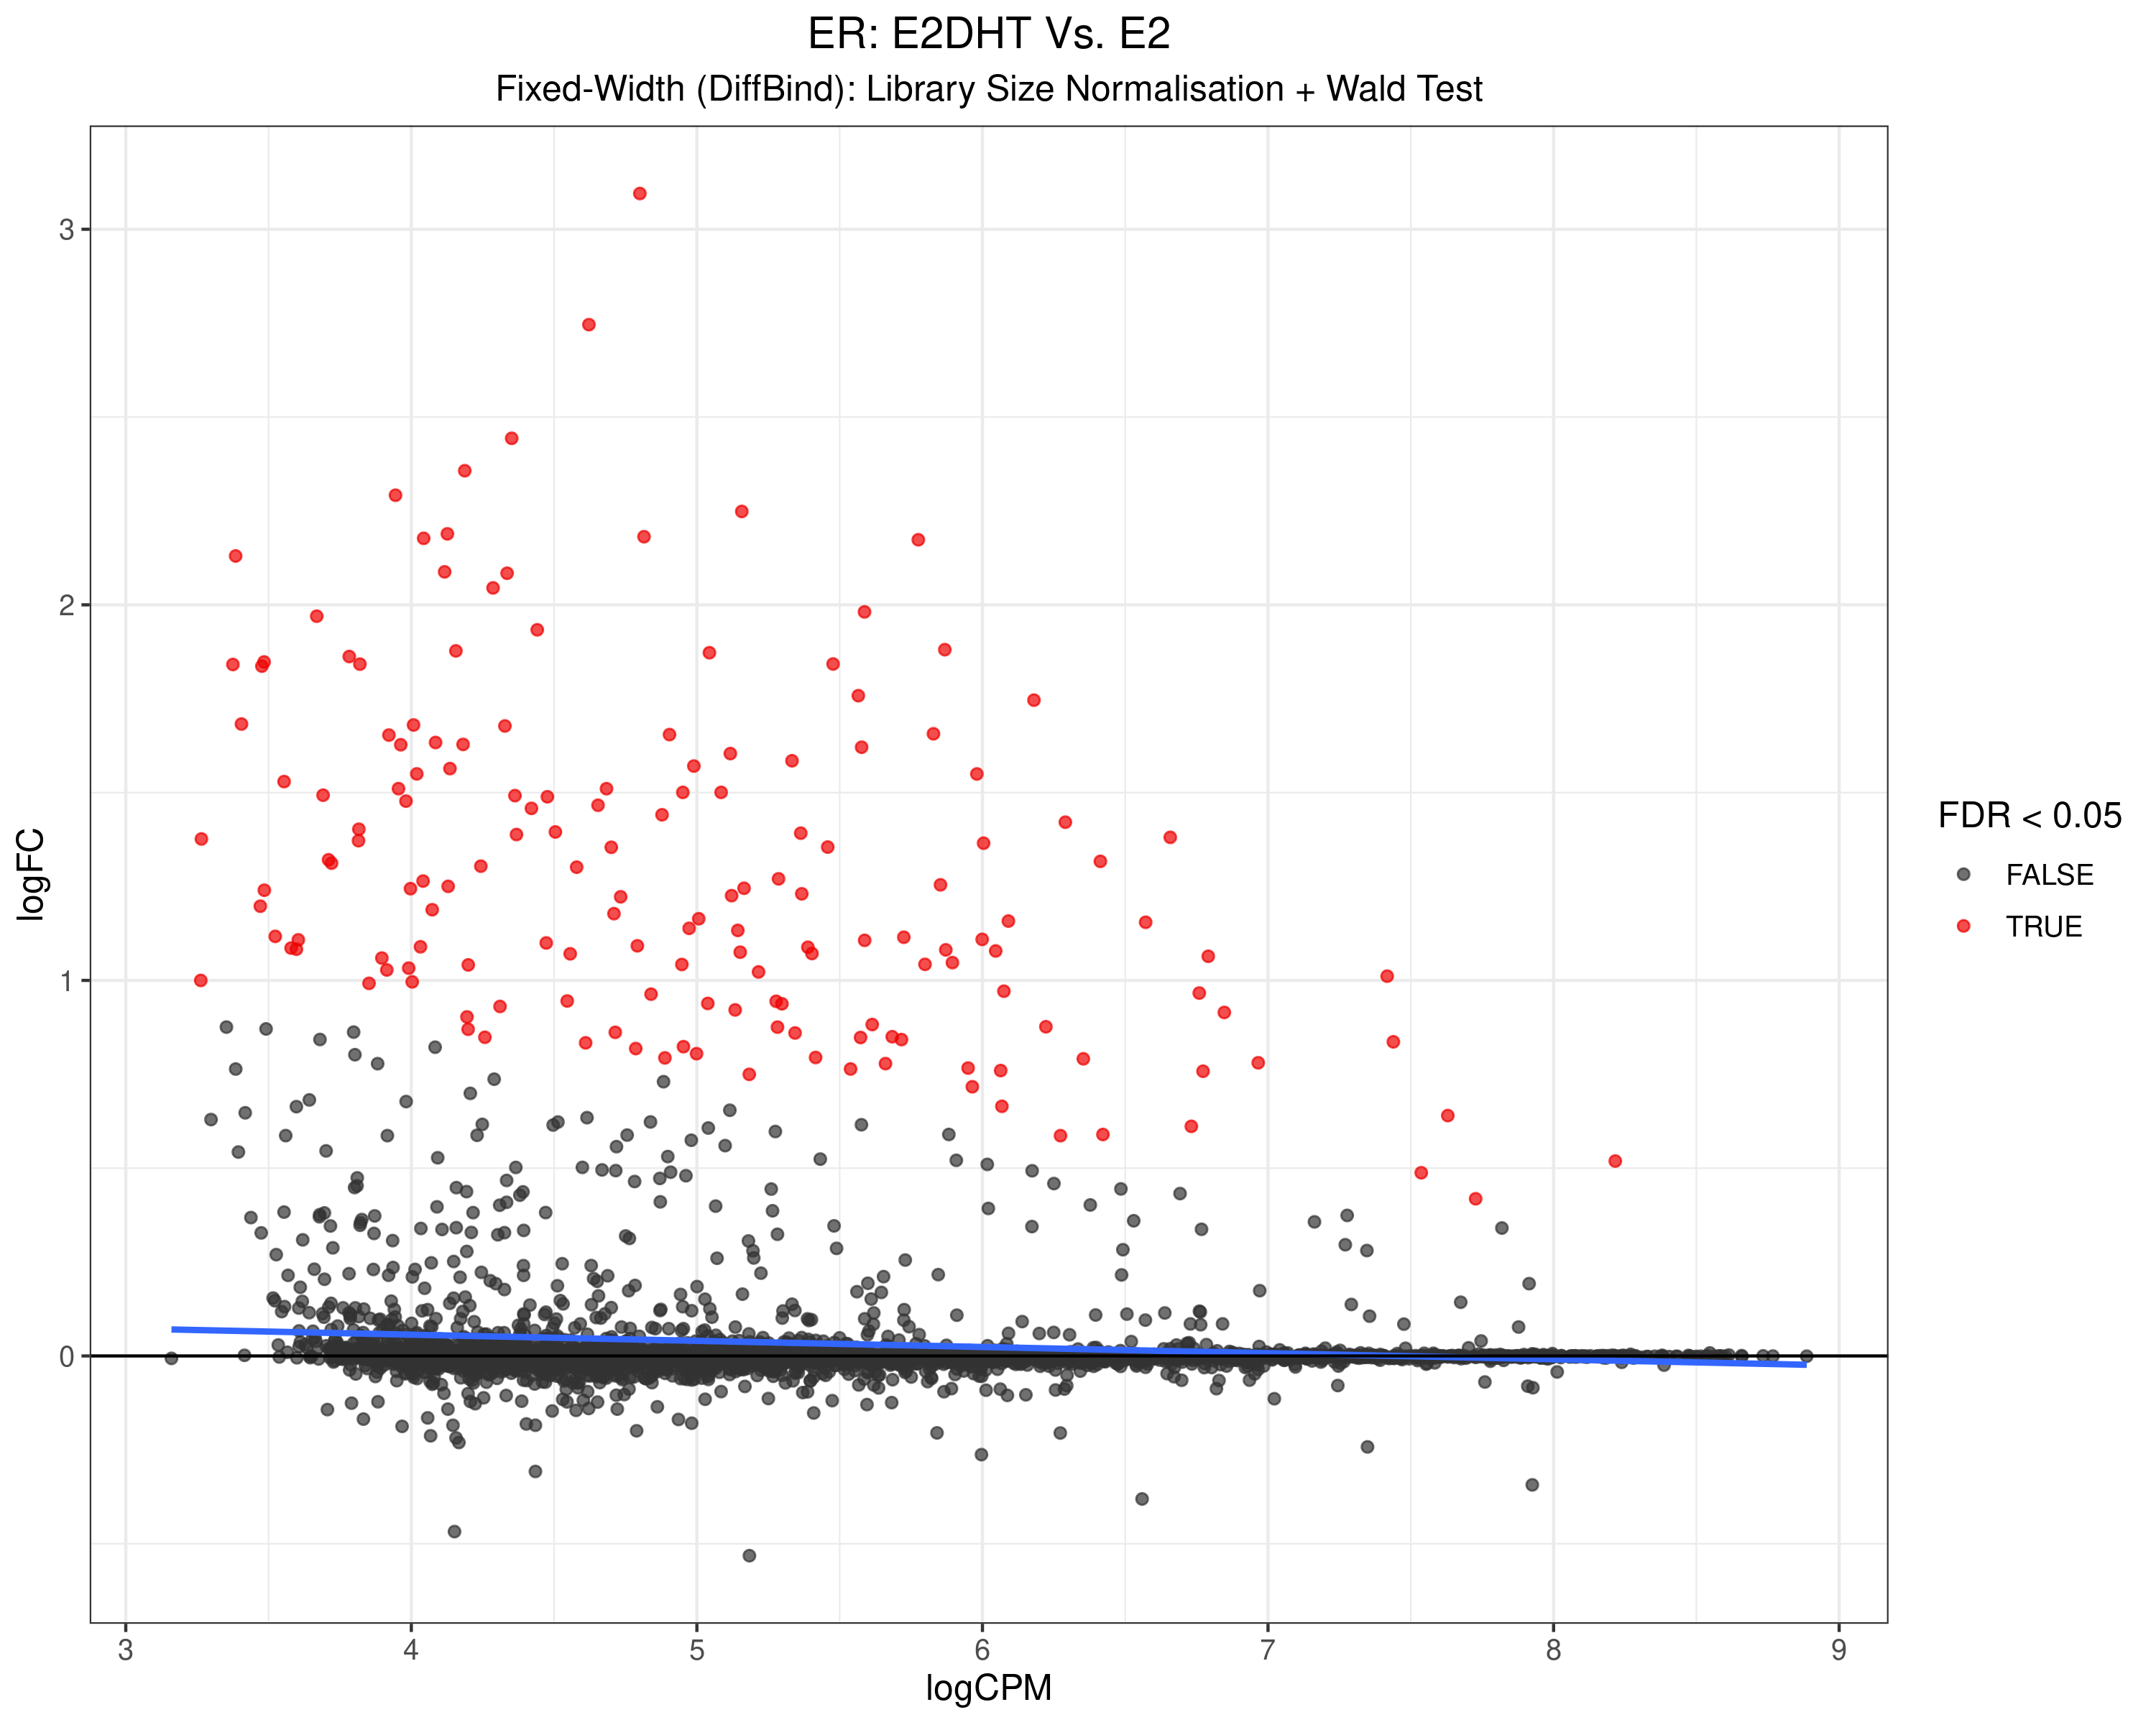 ER: E2DHT Vs. E2
Fixed-Width (DiffBind): Library Size Normalisation + Wald Test
logFC
3
2
1
0
3 4 5 6 7 8 9
logCPM
FDR < 0.05
FALSE
TRUE